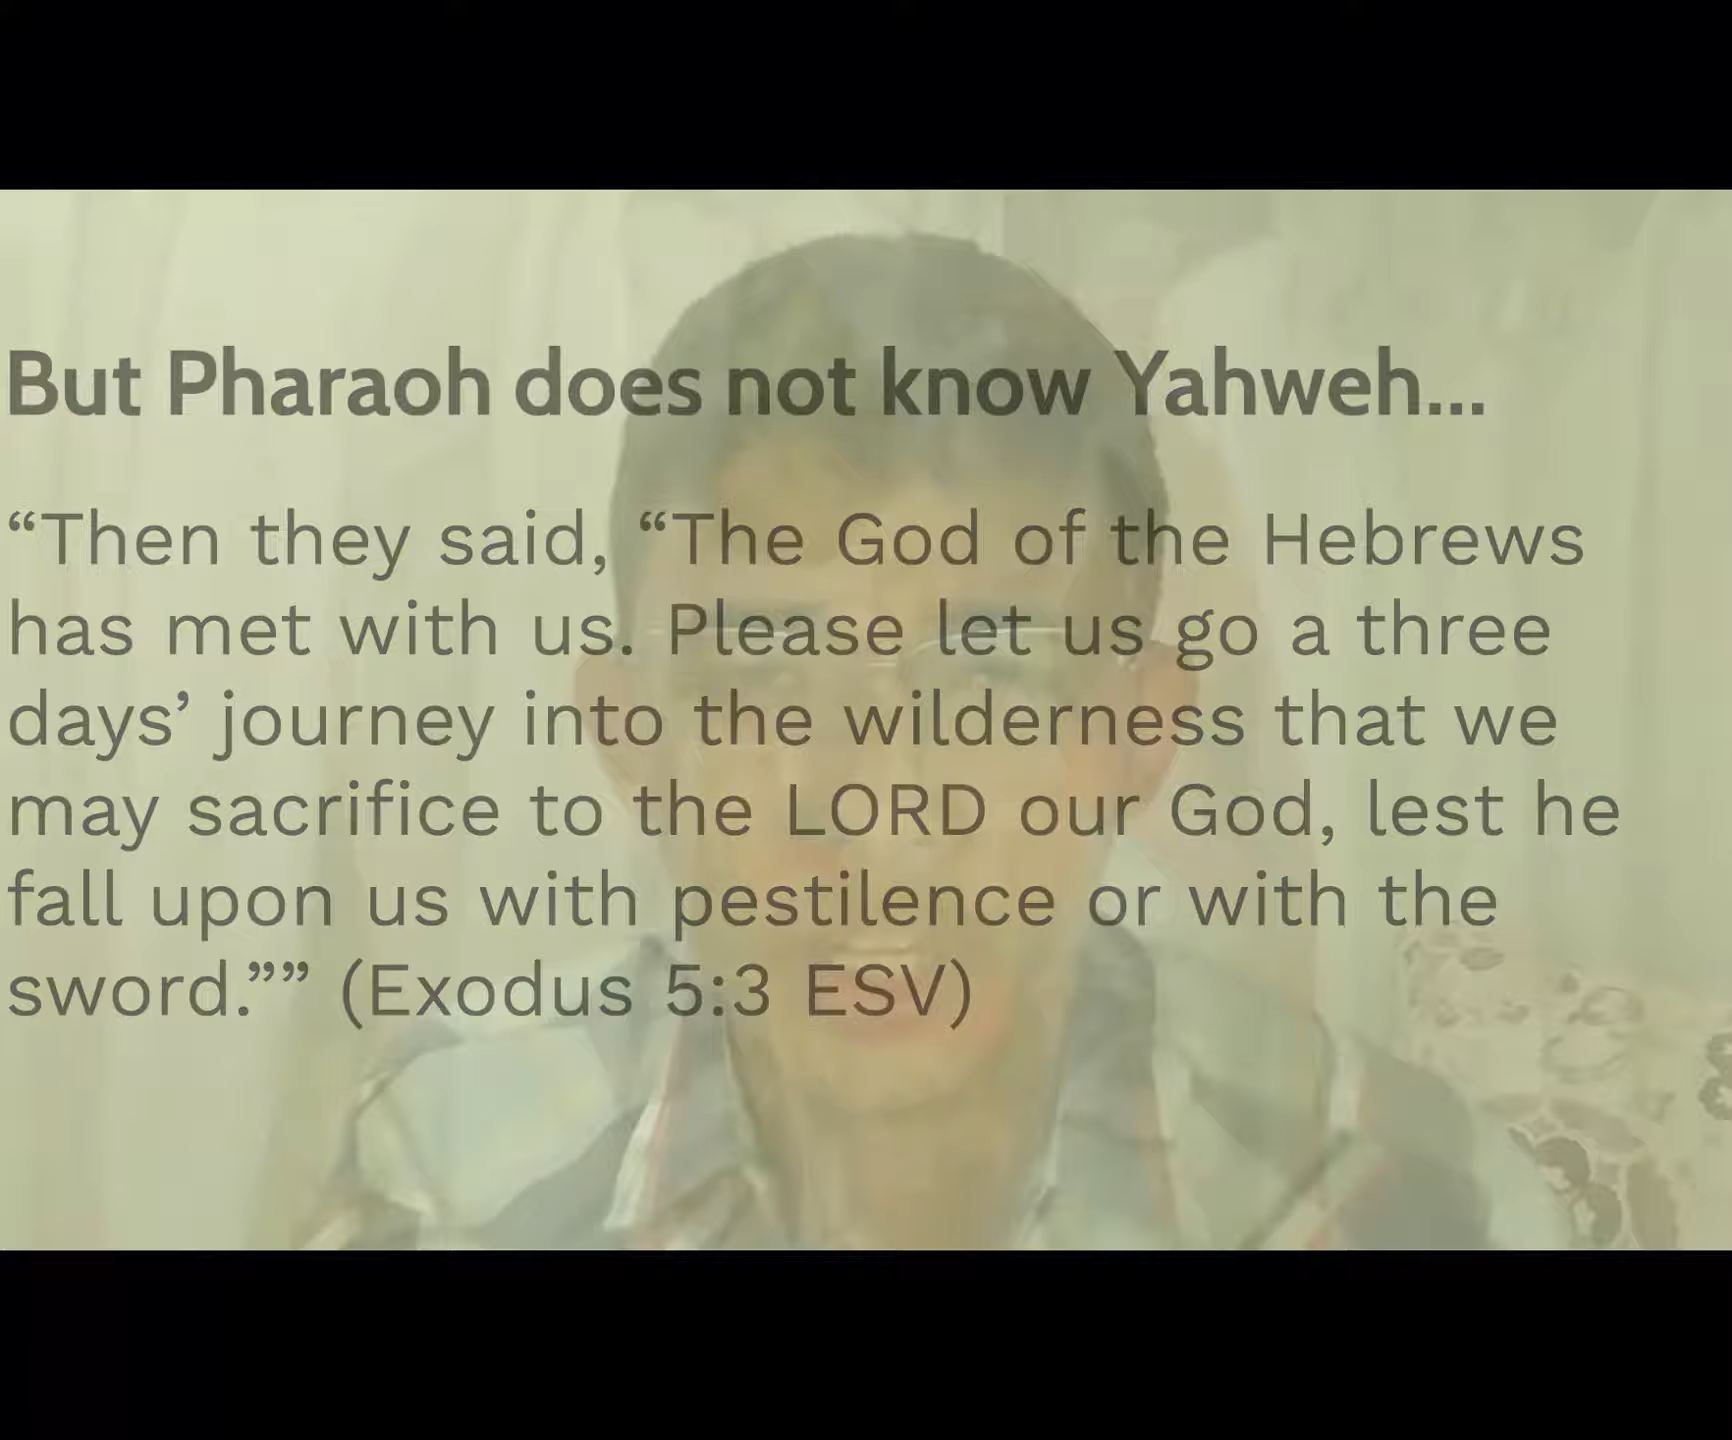 But Pharaoh does not know Yahweh...
“Then they said, “The God of the Hebrews
has met with us. Please let us go a three
days’ journey into the wilderness that we
may sacrifice to the LORD our God, lest he
fall upon us with pestilence or with the
sword.”” (Exodus 5:3 ESV)